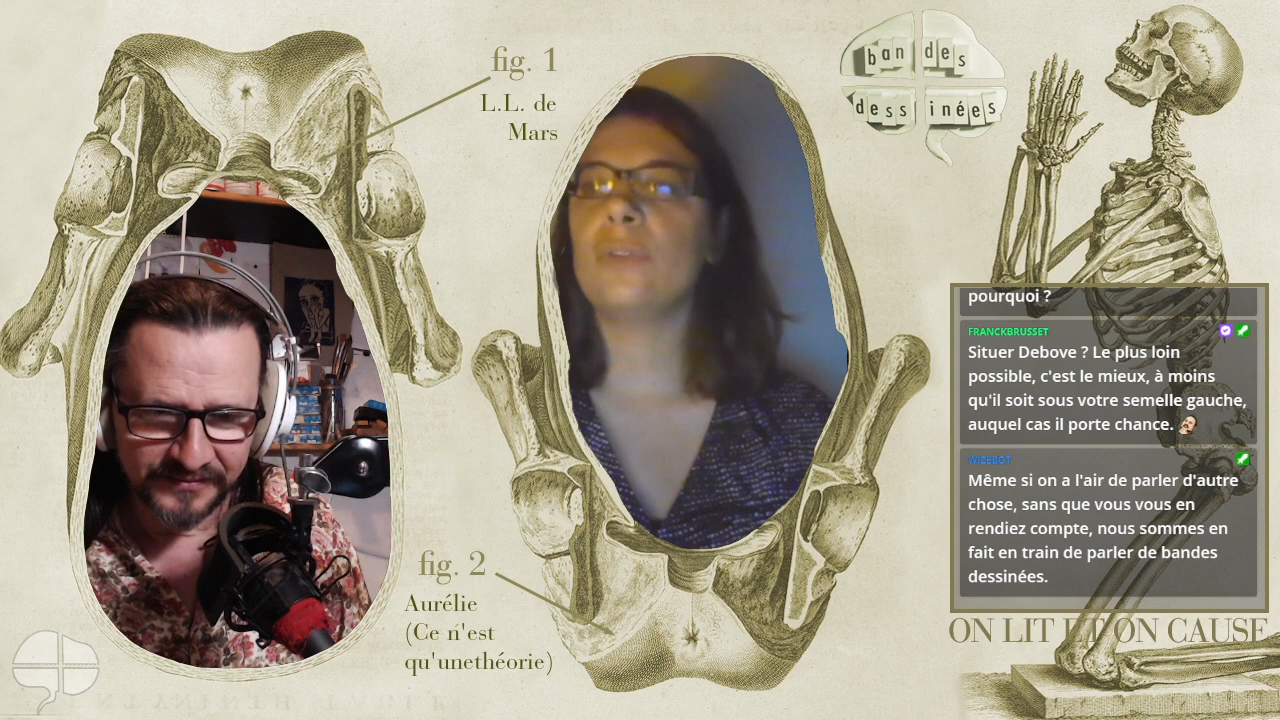 fig. 1
L.L. de
Mars
ban des
dess inées
pourquoi ?
FRANCKBRUSSET
Situer Debove ? Le plus loin
possible, c'est le mieux, à moins
qu'il soit sous votre semelle gauche,
auquel cas il porte chance.
WIZEBOT
Même si on a l'air de parler d'autre
chose, sans que vous vous en
rendiez compte, nous sommes en
fait en train de parler de bandes
dessinées.
fig. 2
Aurélie
(Ce n'est
qu'unethéorie)
ON LIT ET ON CAUSE